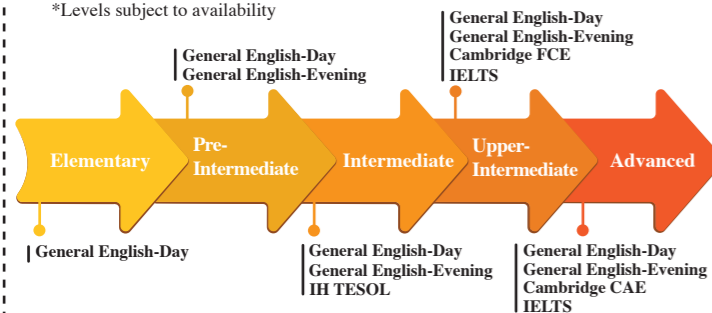 *Levels subject to availability
General English-Day
General English-Evening
General English-Day
General English-Evening
Cambridge FCE
IELTS
Elementary
Pre-
Intermediate
Intermediate
Upper-
Intermediate
Advanced
General English-Day
General English-Day
General English-Evening
IH TESOL
General English-Day
General English-Evening
Cambridge CAE
IELTS